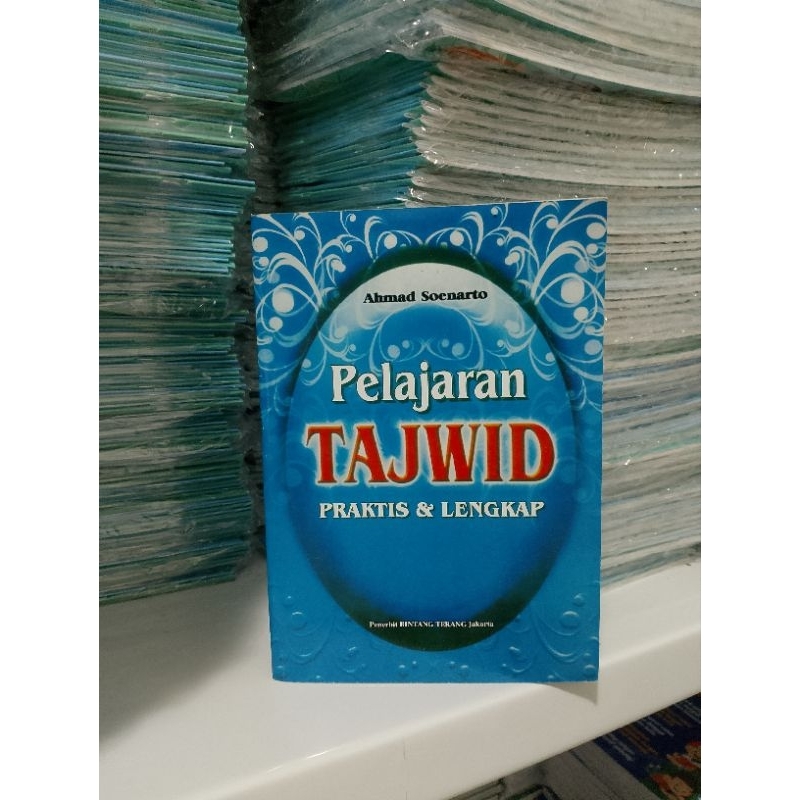 Ahmad Soenarto
Pelajaran
TAJWID
PRAKTIS & LENGKAP
Penerbit BINTANG TERANG Jakarta